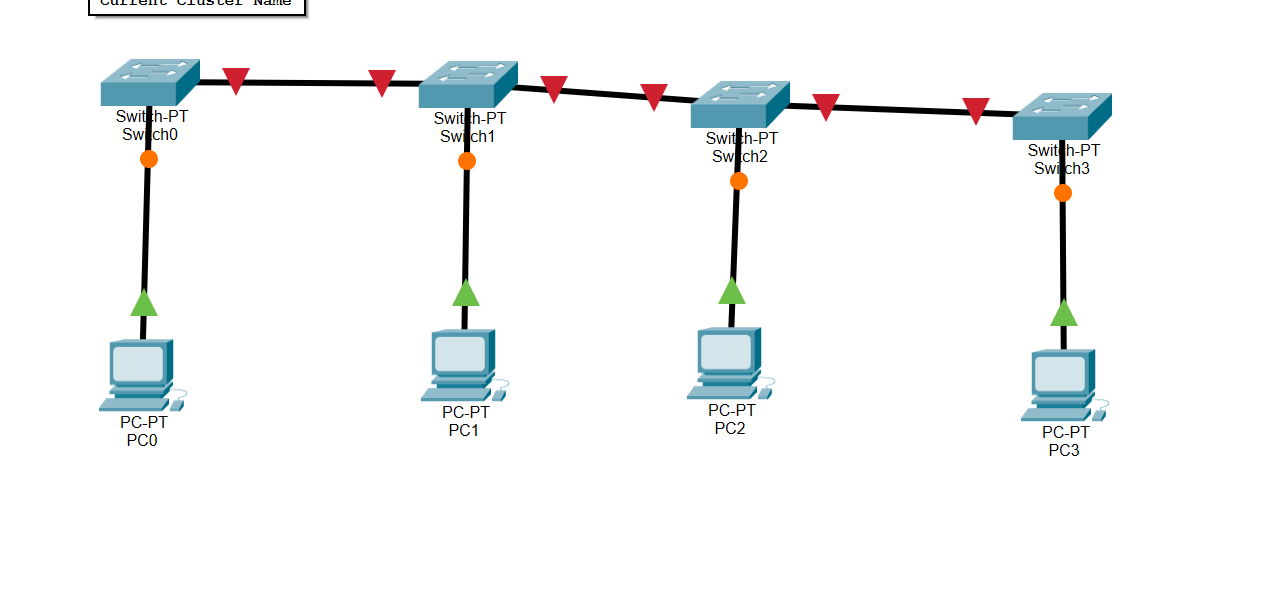 Current Cluster Name
Switch-PT
Switch0
Switch-PT
Switch1
Switch-PT
Switch2
Switch-PT
Switch3
PC-PT
PC0
PC-PT
PC1
PC-PT
PC2
PC-PT
PC3